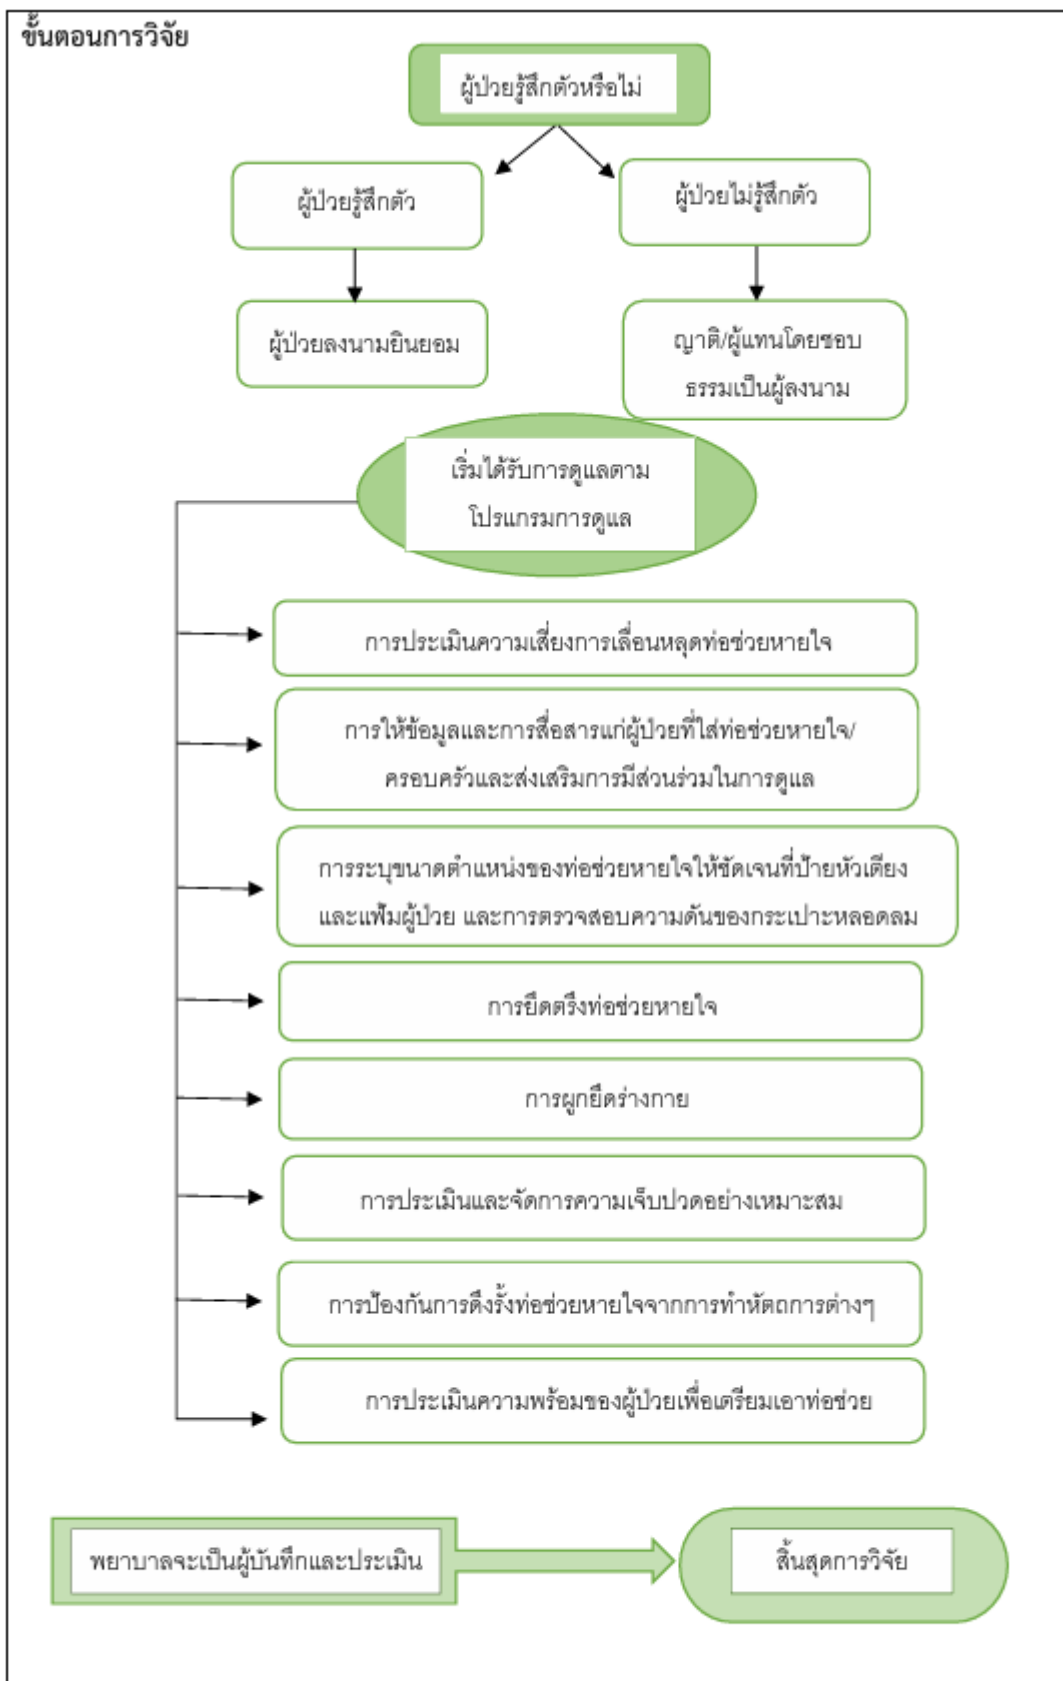 ขั้นตอนการวิจัย
ผู้ป่วยรู้สึกตัวหรือไม่
ผู้ป่วยรู้สึกตัว
ผู้ป่วยไม่รู้สึกตัว
ผู้ป่วยลงนามยินยอม
ญาติ/ผู้แทนโดยชอบ
ธรรมเป็นผู้ลงนาม
เริ่มได้รับการดูแลตาม
โปรแกรมการดูแล
การประเมินความเสี่ยงการเลื่อนหลุดท่อช่วยหายใจ
การให้ข้อมูลและการสื่อสารแก่ผู้ป่วยที่ใส่ท่อช่วยหายใจ/
ครอบครัวและส่งเสริมการมีส่วนร่วมในการดูแล
การระบุขนาดตำแหน่งของท่อช่วยหายใจให้ชัดเจนที่ป้ายหัวเตียง
และแฟ้มผู้ป่วย และการตรวจสอบความดันของกระเปาะหลอดลม
การยึดตรึงท่อช่วยหายใจ
การผูกยึดร่างกาย
การประเมินและจัดการความเจ็บปวดอย่างเหมาะสม
การป้องกันการดึงรั้งท่อช่วยหายใจจากการทำหัตถการต่างๆ
การประเมินความพร้อมของผู้ป่วยเพื่อเตรียมเอาท่อช่วย
พยาบาลจะเป็นผู้บันทึกและประเมิน
สิ้นสุดการวิจัย